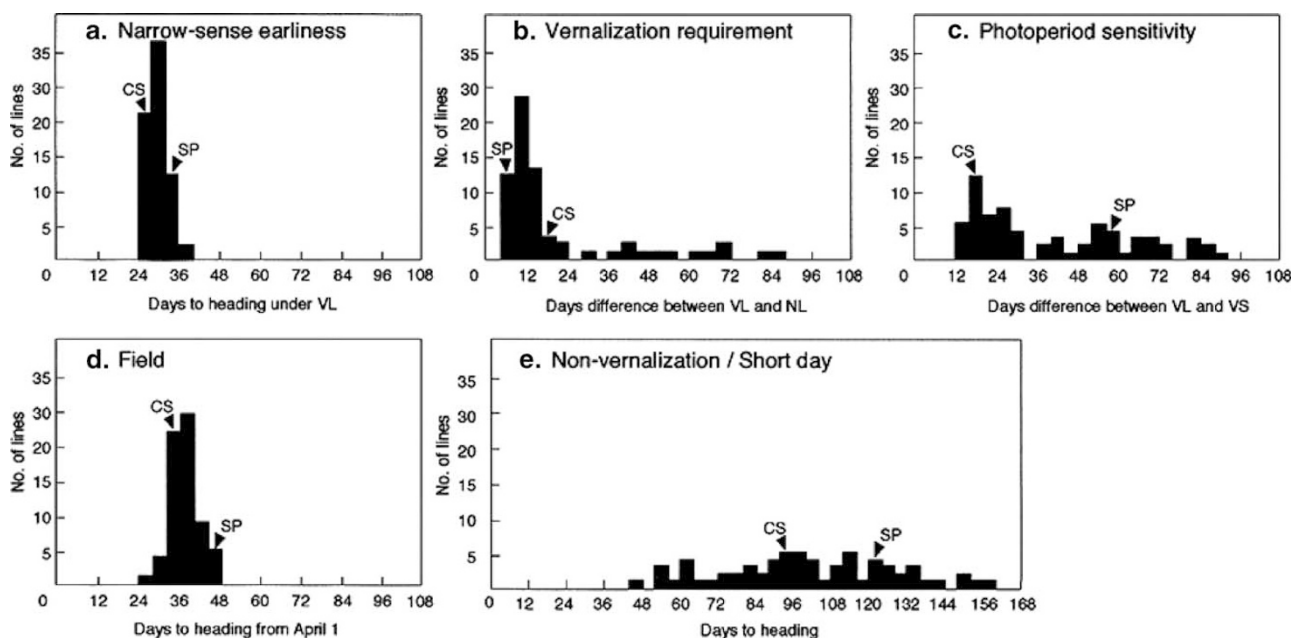 a. Narrow-sense earliness
No. of lines
35
30
25
20
15
10
5
CS
SP
0 12 24 36 48 60 72 84 96 108
Days to heading under VL
b. Vernalization requirement
No. of lines
35
30
25
20
15
10
5
SP
CS
0 12 24 36 48 60 72 84 96 108
Days difference between VL and NL
c. Photoperiod sensitivity
No. of lines
35
30
25
20
15
10
5
CS
SP
0 12 24 36 48 60 72 84 96 108
Days difference between VL and VS
d. Field
No. of lines
35
30
25
20
15
10
5
CS
SP
0 12 24 36 48 60 72 84 96 108
Days to heading from April 1
e. Non-vernalization / Short day
No. of lines
35
30
25
20
15
10
5
CS
SP
0 12 24 36 48 60 72 84 96 108 120 132 144 156 168
Days to heading